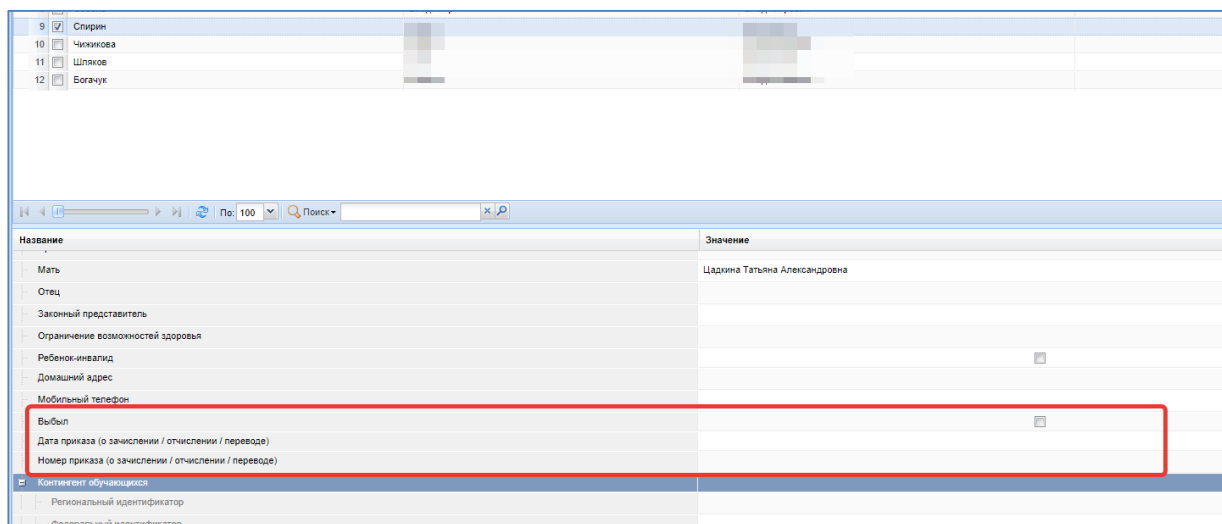 9 Спирин
10 Чижикова
11 Шляков
12 Богачук
По: 100 Поиск
Название Значение
Мать Цадкина Татьяна Александровна
Отец
Законный представитель
Ограничение возможностей здоровья
Ребенок-инвалид
Домашний адрес
Мобильный телефон
Выбыл
Дата приказа (о зачислении / отчислении / переводе)
Номер приказа (о зачислении / отчислении / переводе)
Контингент обучающихся
Региональный идентификатор
Федеральный идентификатор